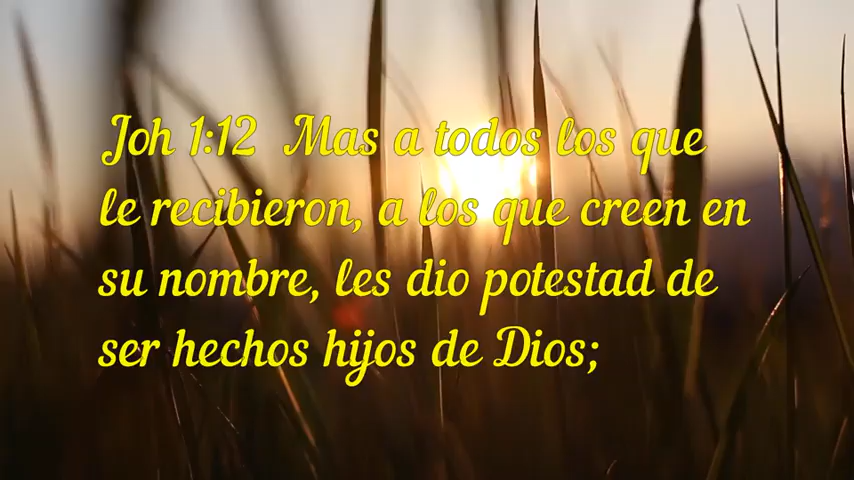 Joh 1:12  Mas a todos los que
le recibieron, a los que creen en
su nombre, les dio potestad de
ser hechos hijos de Dios;